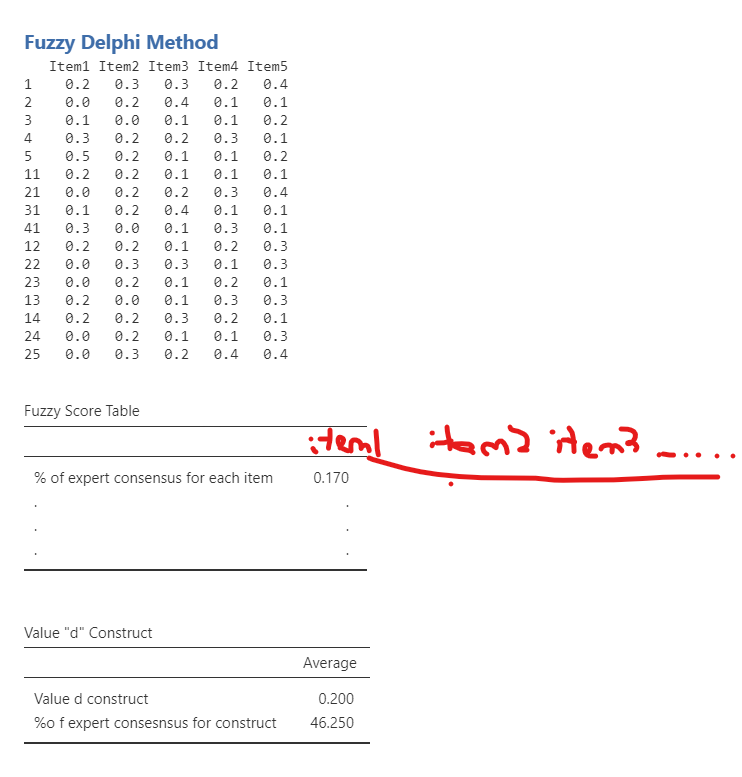 Fuzzy Delphi Method
Item1 Item2 Item3 Item4 Item5
1 0.2 0.3 0.3 0.2 0.4
2 0.0 0.2 0.4 0.1 0.1
3 0.1 0.0 0.1 0.1 0.2
4 0.3 0.2 0.2 0.3 0.1
5 0.5 0.2 0.1 0.1 0.2
11 0.2 0.2 0.1 0.1 0.1
21 0.0 0.2 0.2 0.3 0.4
31 0.1 0.2 0.4 0.1 0.1
41 0.3 0.0 0.1 0.3 0.1
12 0.2 0.2 0.1 0.2 0.3
22 0.0 0.3 0.3 0.1 0.3
23 0.0 0.2 0.1 0.2 0.1
13 0.2 0.0 0.1 0.3 0.3
14 0.2 0.2 0.3 0.2 0.1
24 0.0 0.2 0.1 0.1 0.3
25 0.0 0.3 0.2 0.4 0.4
Fuzzy Score Table
item1 item2 item3 .....
% of expert consensus for each item 0.170
. .
. .
. .
Value "d" Construct
Average
Value d construct 0.200
%o f expert consesnsus for construct 46.250